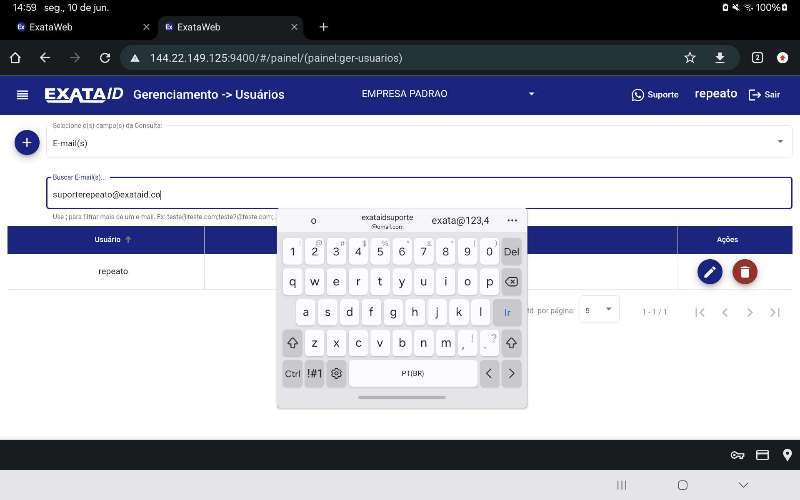 14:59 seg., 10 de jun. 100%
ExataWeb
ExataWeb
144.22.149.125:9400/#/painel/(painel:ger-usuarios) 2
EXATAID Gerenciamento -> Usuários EMPRESA PADRAO Suporte repeato Sair
Selecione o(s) campo(s) da Consulta:
E-mail(s)
Buscar E-mail(s)...
suporterepeato@exataid.co
Use ; para filtrar mais de um e-mail. Ex: teste@teste.com;teste7@teste.com;...
o exataidsuporte @gmail.com exata@123,4 ...
Usuário Ações
repeato
1 2 3 4 5 6 7 8 9 0 Del
q w e r t y u i o p
a s d f g h j k l Ir
z x c v b n m , ! . ?
Ctrl !#1 PT(BR)
por página: 5 1 - 1 / 1